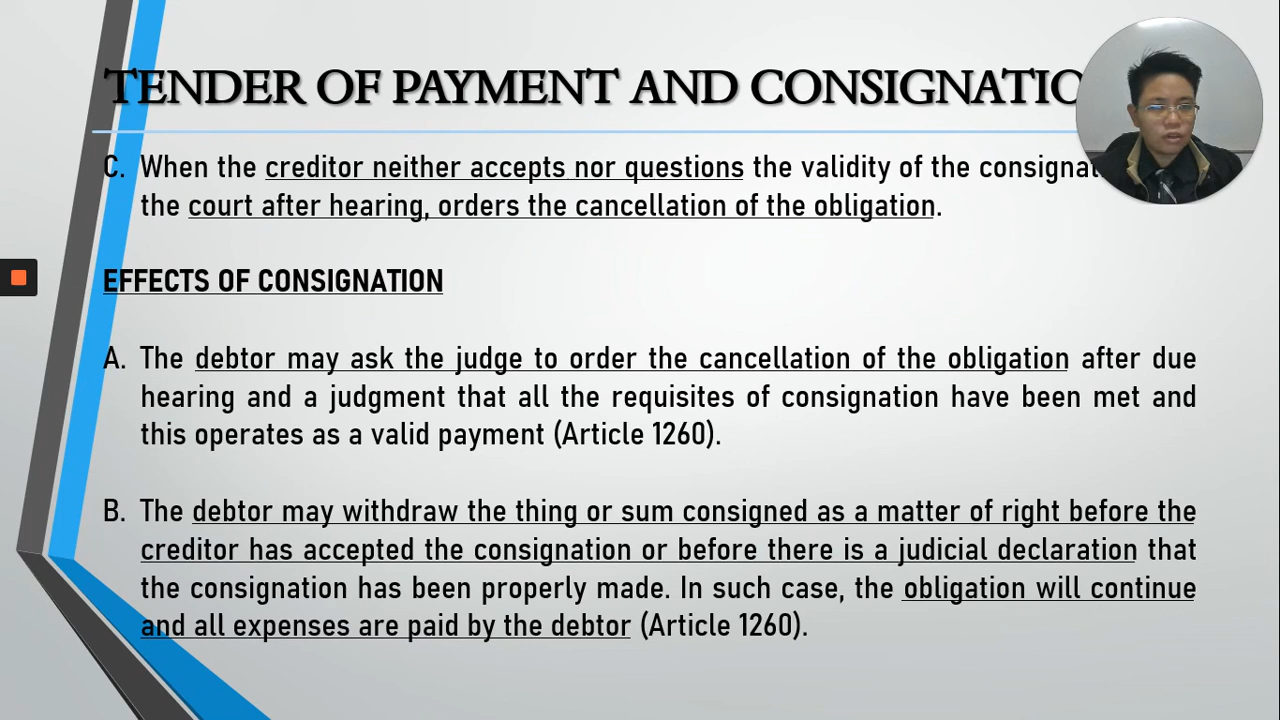 TENDER OF PAYMENT AND CONSIGNATIO
C. When the creditor neither accepts nor questions the validity of the consignat
the court after hearing, orders the cancellation of the obligation.
EFFECTS OF CONSIGNATION
A. The debtor may ask the judge to order the cancellation of the obligation after due
hearing and a judgment that all the requisites of consignation have been met and
this operates as a valid payment (Article 1260).
B. The debtor may withdraw the thing or sum consigned as a matter of right before the
creditor has accepted the consignation or before there is a judicial declaration that
the consignation has been properly made. In such case, the obligation will continue
and all expenses are paid by the debtor (Article 1260).